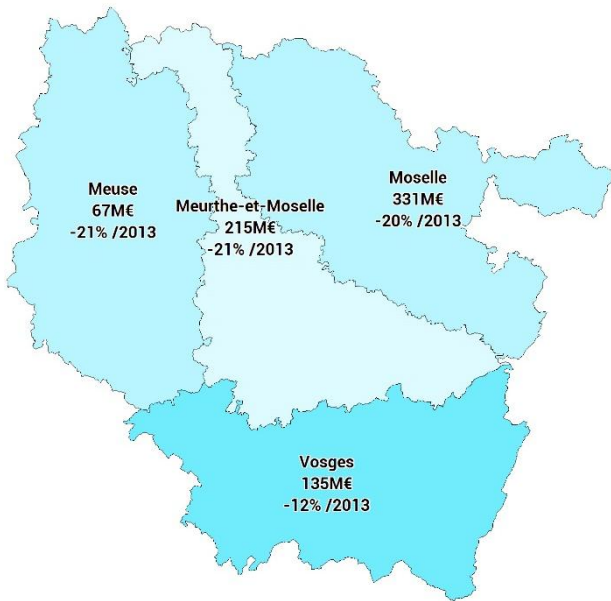 Meuse
67M€
-21% /2013
Meurthe-et-Moselle
215M€
-21% /2013
Moselle
331M€
-20% /2013
Vosges
135M€
-12% /2013